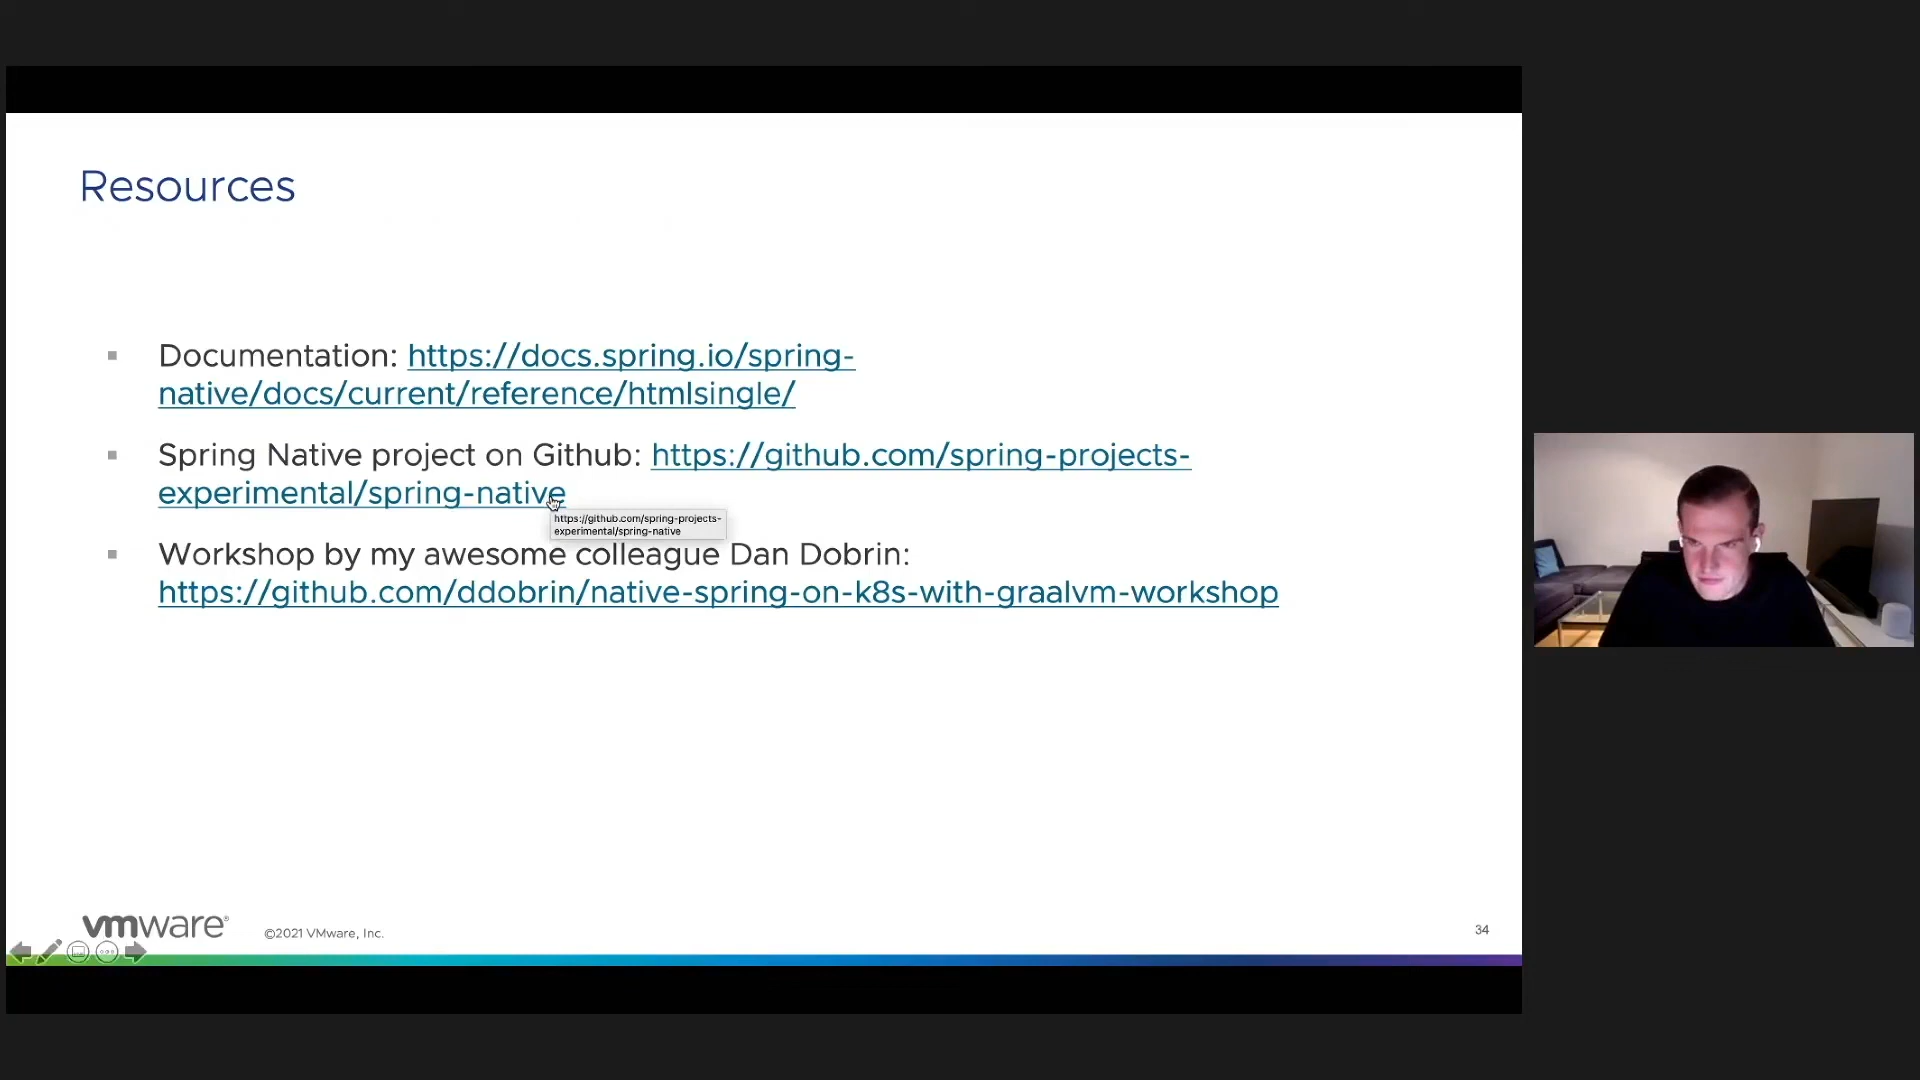 Resources
Documentation: https://docs.spring.io/spring-
native/docs/current/reference/htmlsingle/
Spring Native project on Github: https://github.com/spring-projects-
experimental/spring-native
https://github.com/spring-projects-
experimental/spring-native
Workshop by my awesome colleague Dan Dobrin:
https://github.com/ddobrin/native-spring-on-k8s-with-graalvm-workshop
vmware®
©2021 VMware, Inc.
34